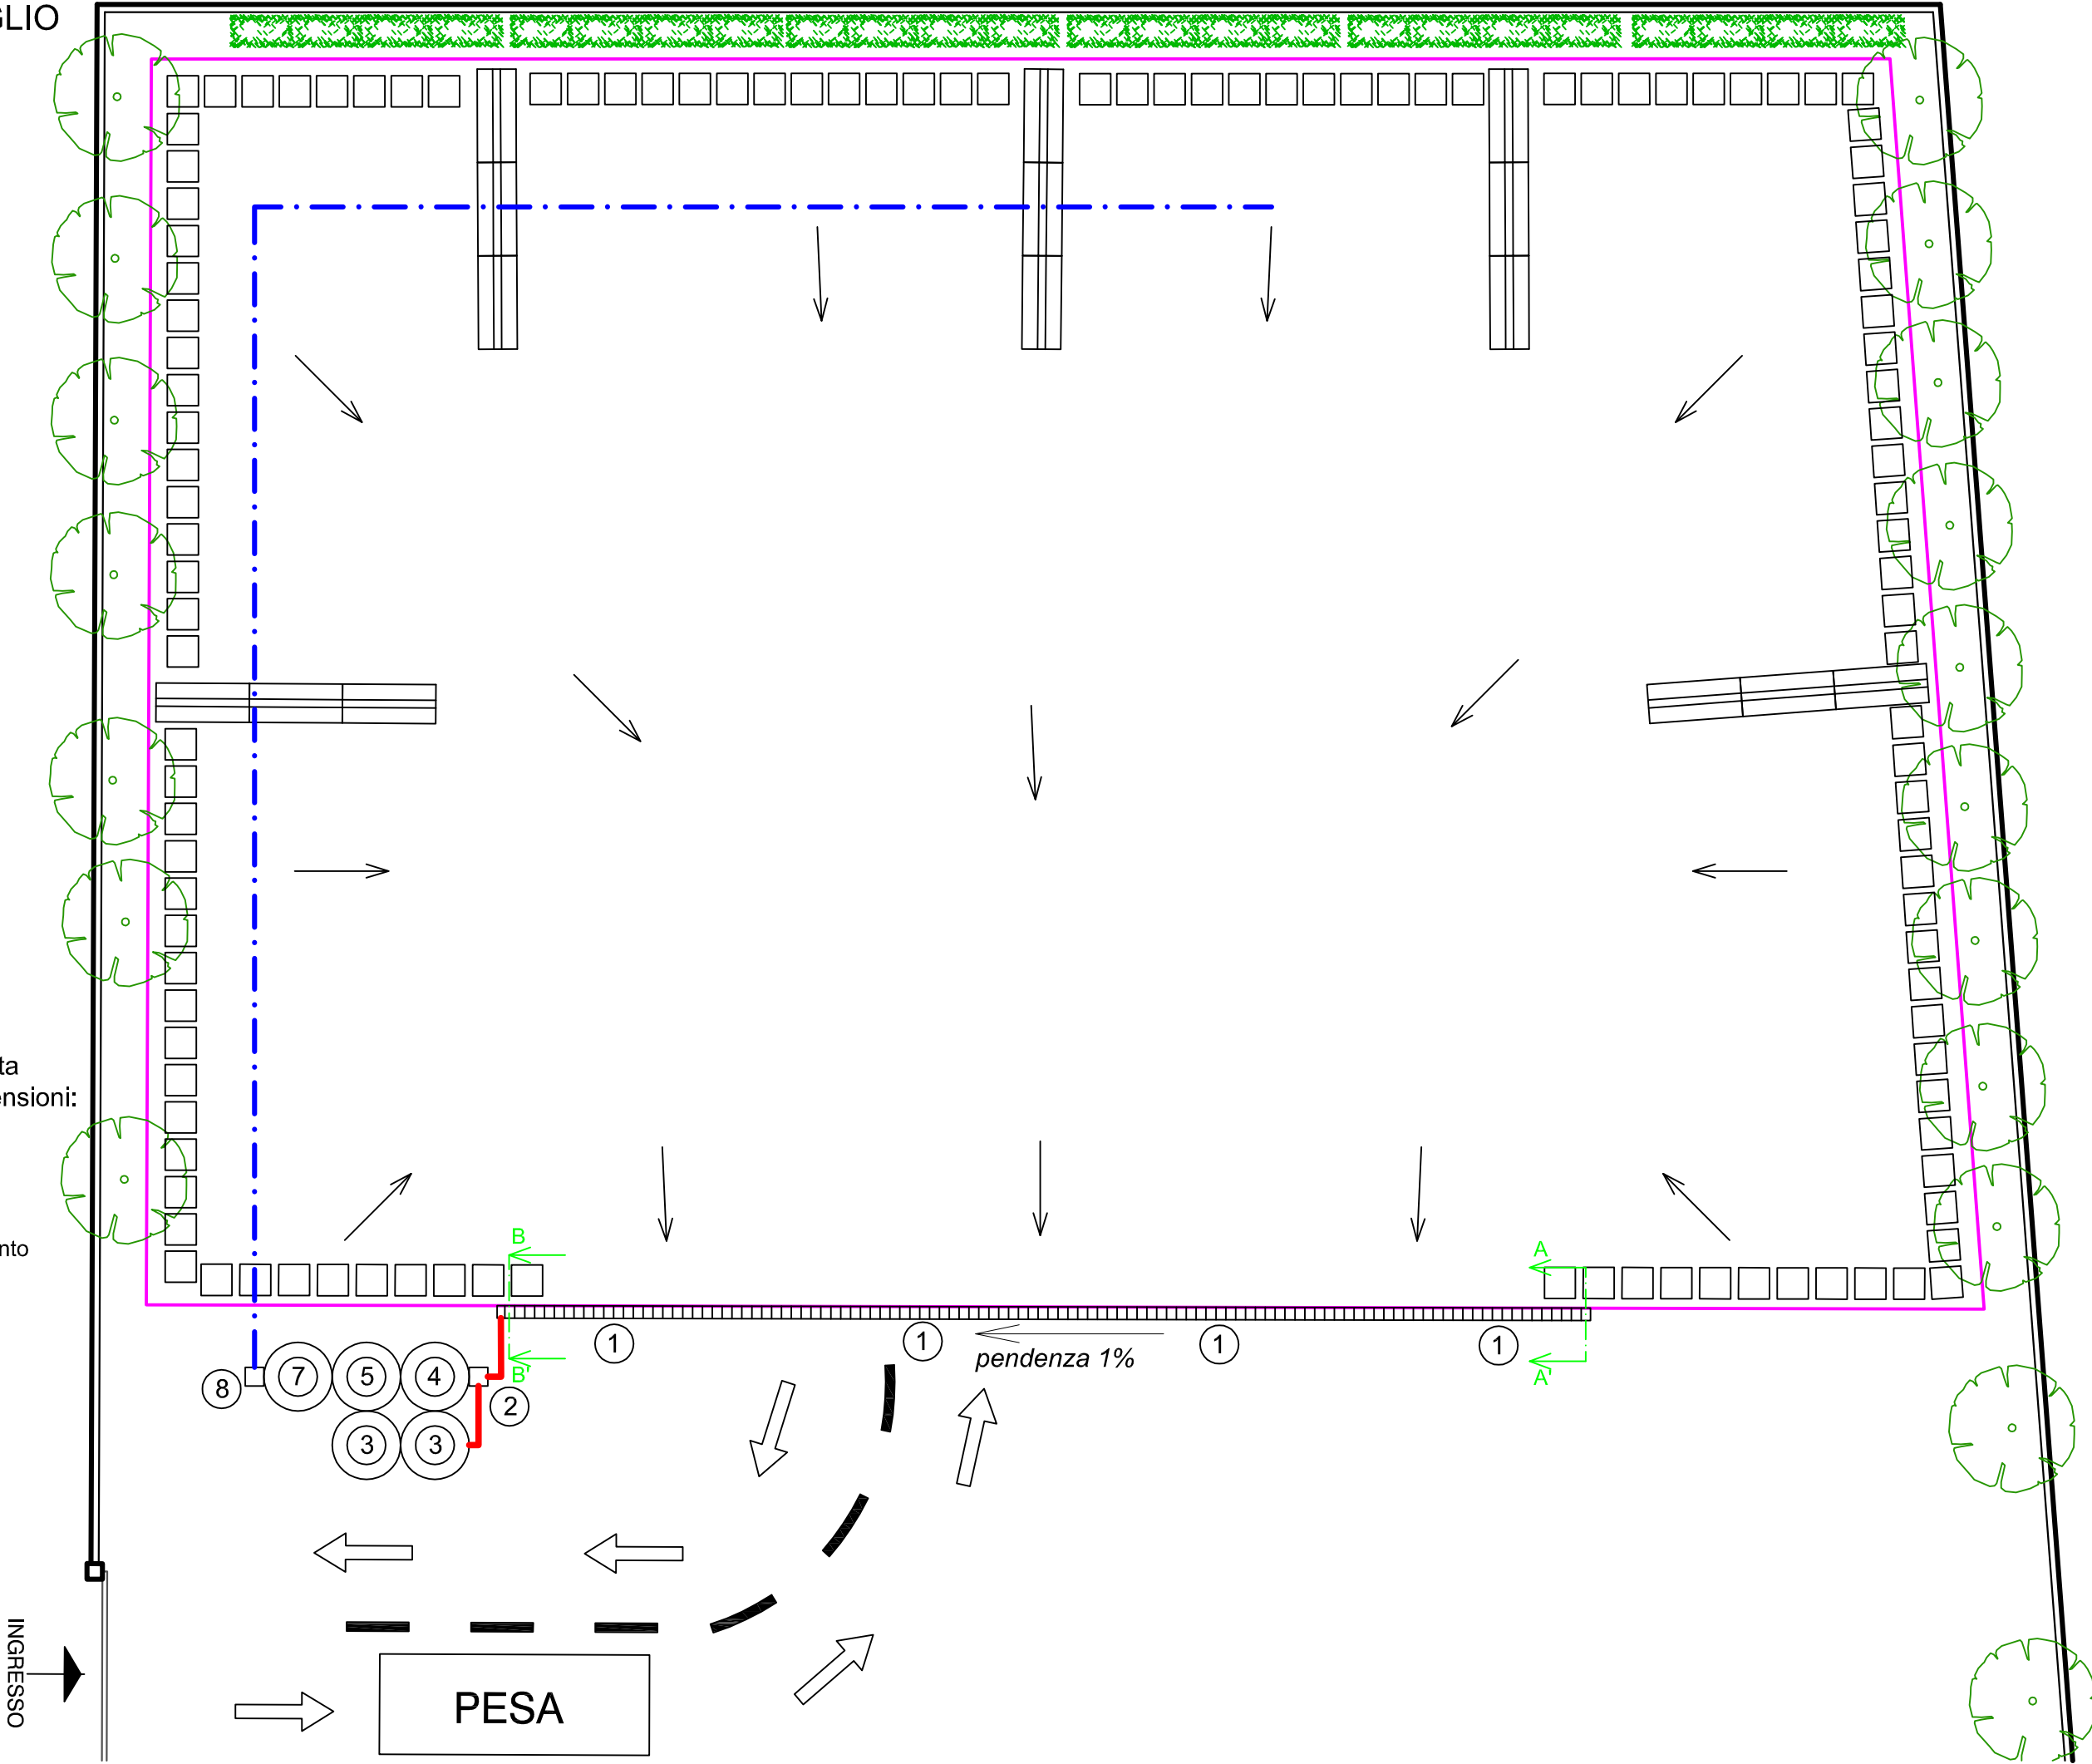 GLIO
ta
ensioni:
nto
B
A
1
1
1
1
pendenza 1%
B'
A'
8
7
5
4
2
3
3
INGRESSO
PESA